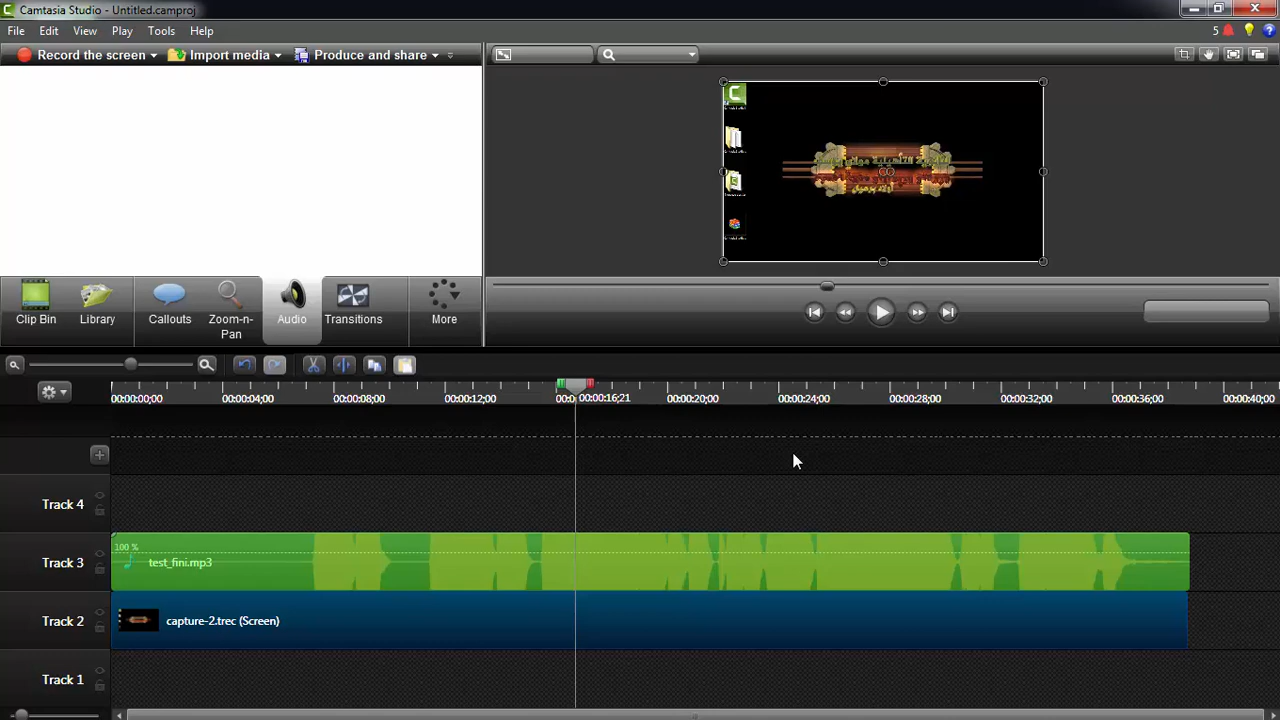 Camtasia Studio - Untitled.camproj
File Edit View Play Tools Help
5
Record the screen Import media Produce and share
Clip Bin Library Callouts Zoom-n-Pan Audio Transitions More
00:00:00;00 00:00:04;00 00:00:08;00 00:00:12;00 00:00:16;21 00:00:20;00 00:00:24;00 00:00:28;00 00:00:32;00 00:00:36;00 00:00:40;00
Track 4
100 %
Track 3 test_fini.mp3
Track 2 capture-2.trec (Screen)
Track 1